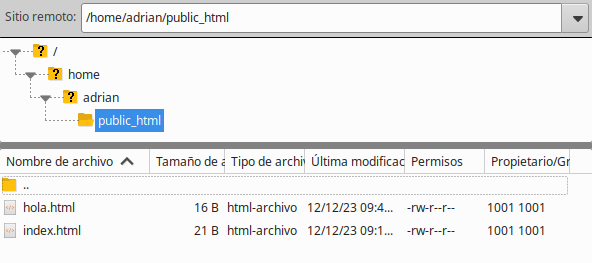 Sitio remoto: /home/adrian/public_html
/
home
adrian
public_html
Nombre de archivo Tamaño de a Tipo de archiv Última modificac Permisos Propietario/Gr
..
hola.html 16 B html-archivo 12/12/23 09:4... -rw-r--r-- 1001 1001
index.html 21 B html-archivo 12/12/23 09:1... -rw-r--r-- 1001 1001